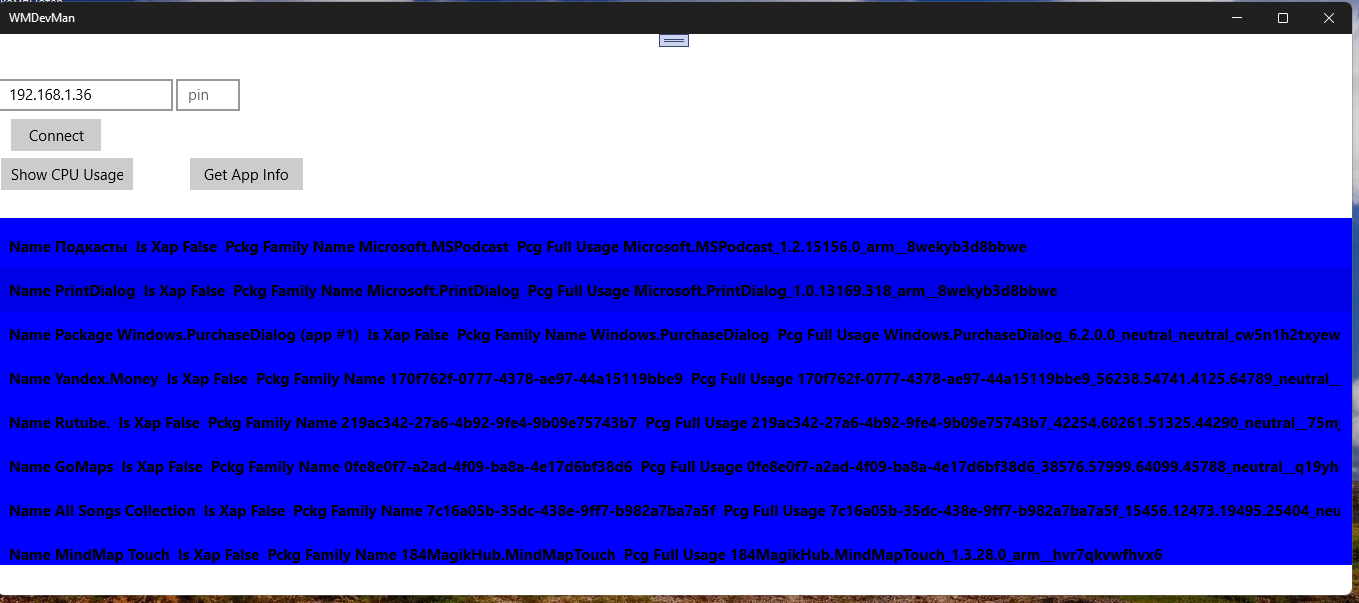 WMDevMan
192.168.1.36 pin
Connect
Show CPU Usage Get App Info
Name Подкасты Is Xap False Pckg Family Name Microsoft.MSPodcast Pcg Full Usage Microsoft.MSPodcast_1.2.15156.0_arm__8wekyb3d8bbwe
Name PrintDialog Is Xap False Pckg Family Name Microsoft.PrintDialog Pcg Full Usage Microsoft.PrintDialog_1.0.13169.318_arm__8wekyb3d8bbwe
Name Package Windows.PurchaseDialog (app #1) Is Xap False Pckg Family Name Windows.PurchaseDialog Pcg Full Usage Windows.PurchaseDialog_6.2.0.0_neutral_neutral_cw5n1h2txyew
Name Yandex.Money Is Xap False Pckg Family Name 170f762f-0777-4378-ae97-44a15119bbe9 Pcg Full Usage 170f762f-0777-4378-ae97-44a15119bbe9_56238.54741.4125.64789_neutral_
Name Rutube. Is Xap False Pckg Family Name 219ac342-27a6-4b92-9fe4-9b09e75743b7 Pcg Full Usage 219ac342-27a6-4b92-9fe4-9b09e75743b7_42254.60261.51325.44290_neutral__75m
Name GoMaps Is Xap False Pckg Family Name 0fe8e0f7-a2ad-4f09-ba8a-4e17d6bf38d6 Pcg Full Usage 0fe8e0f7-a2ad-4f09-ba8a-4e17d6bf38d6_38576.57999.64099.45788_neutral__q19yh
Name All Songs Collection Is Xap False Pckg Family Name 7c16a05b-35dc-438e-9ff7-b982a7ba7a5f Pcg Full Usage 7c16a05b-35dc-438e-9ff7-b982a7ba7a5f_15456.12473.19495.25404_neu
Name MindMap Touch Is Xap False Pckg Family Name 184MagikHub.MindMapTouch Pcg Full Usage 184MagikHub.MindMapTouch_1.3.28.0_arm__hvr7qkvwfhvx6